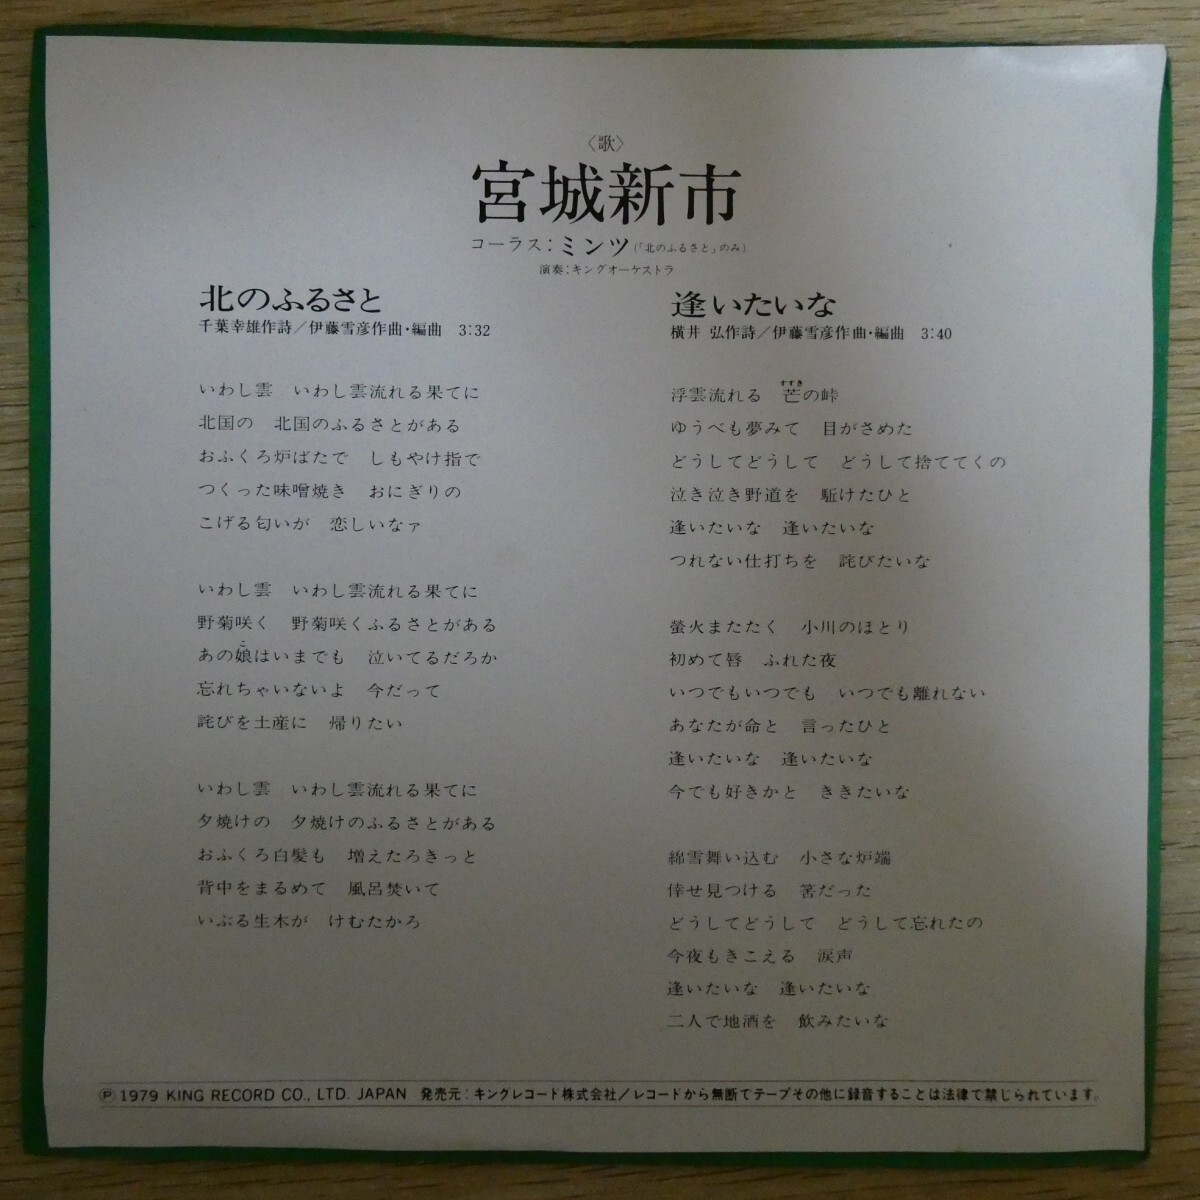 〈歌〉
宮城新市
コーラス：ミンツ(「北のふるさと」のみ)
演奏：キングオーケストラ
北のふるさと
千葉幸雄作詩／伊藤雪彦作曲・編曲　3:32
いわし雲　いわし雲流れる果てに
北国の　北国のふるさとがある
おふくろ炉ばたで　しもやけ指で
つくった味噌焼き　おにぎりの
こげる匂いが　恋しいなァ
いわし雲　いわし雲流れる果てに
野菊咲く　野菊咲くふるさとがある
こ
あの娘はいまでも　泣いてるだろか
忘れちゃいないよ　今だって
詫びを土産に　帰りたい
いわし雲　いわし雲流れる果てに
夕焼けの　夕焼けのふるさとがある
おふくろ白髪も　増えたろきっと
背中をまるめて　風呂焚いて
いぶる生木が　けむたかろ
逢いたいな
横井 弘作詩／伊藤雪彦作曲・編曲　3:40
すすき
浮雲流れる　芒の峠
ゆうべも夢みて　目がさめた
どうしてどうして　どうして捨ててくの
泣き泣き野道を　駈けたひと
逢いたいな　逢いたいな
つれない仕打ちを　詫びたいな
螢火またたく　小川のほとり
初めて唇　ふれた夜
いつでもいつでも　いつでも離れない
あなたが命と　言ったひと
逢いたいな　逢いたいな
今でも好きかと　ききたいな
綿雪舞い込む　小さな炉端
倖せ見つける　筈だった
どうしてどうして　どうして忘れたの
今夜もきこえる　涙声
逢いたいな　逢いたいな
二人で地酒を　飲みたいな
Ⓟ 1979 KING RECORD CO., LTD. JAPAN　発売元：キングレコード株式会社／レコードから無断でテープその他に録音することは法律で禁じられています。